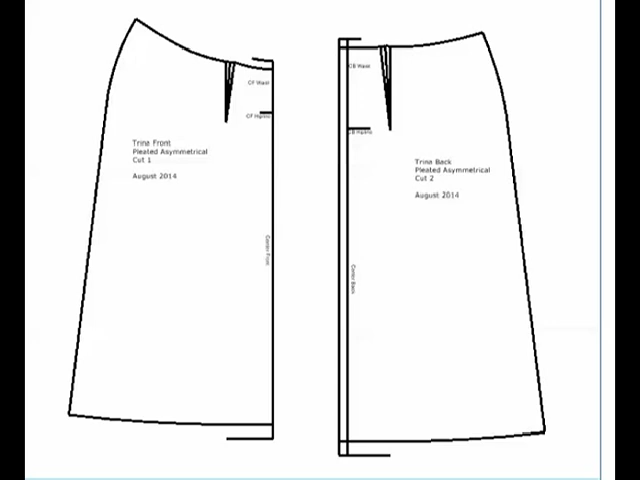 CF Waist
CF Hipline
Trina Front
Pleated Asymmetrical
Cut 1
August 2014
Center Front
CB Waist
CB Hipline
Trina Back
Pleated Asymmetrical
Cut 2
August 2014
Center Back